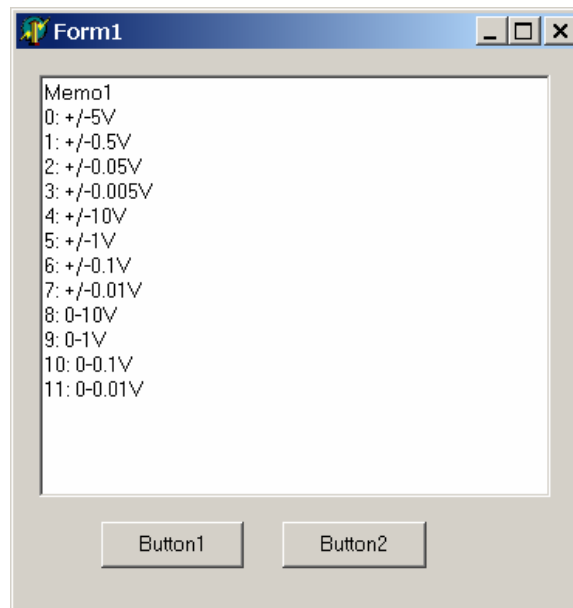 Form1
Memo1
0: +/-5V
1: +/-0.5V
2: +/-0.05V
3: +/-0.005V
4: +/-10V
5: +/-1V
6: +/-0.1V
7: +/-0.01V
8: 0-10V
9: 0-1V
10: 0-0.1V
11: 0-0.01V
Button1 Button2